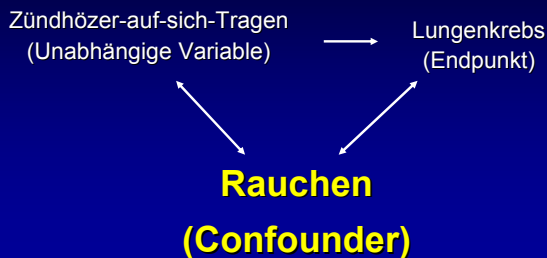 Zündhözer-auf-sich-Tragen
(Unabhängige Variable)
Lungenkrebs
(Endpunkt)
Rauchen
(Confounder)